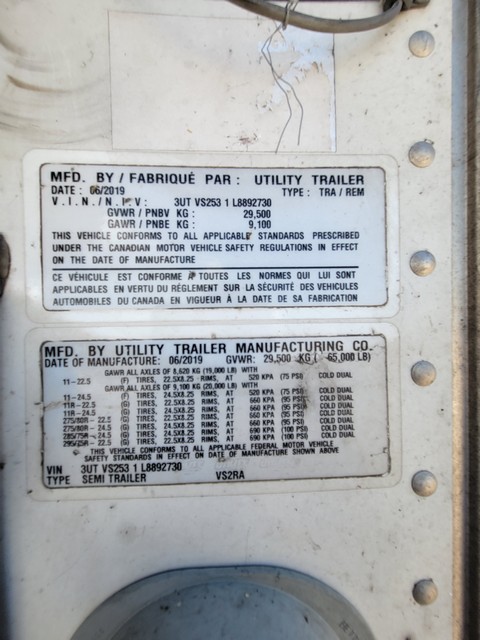 MFD. BY / FABRIQUÉ PAR : UTILITY TRAILER
DATE : 06/2019 TYPE : TRA / REM
V.I.N. / N.I.V : 3UT VS253 1 L8892730
GVWR / PNBV KG : 29,500
GAWR / PNBE KG : 9,100
THIS VEHICLE CONFORMS TO ALL APPLICABLE STANDARDS PRESCRIBED
UNDER THE CANADIAN MOTOR VEHICLE SAFETY REGULATIONS IN EFFECT
ON THE DATE OF MANUFACTURE
CE VÉHICULE EST CONFORME À TOUTES LES NORMES QUI LUI SONT
APPLICABLES EN VERTU DU RÉGLEMENT SUR LA SÉCURITÉ DES VÉHICULES
AUTOMOBILES DU CANADA EN VIGUEUR À LA DATE DE SA FABRICATION
MFD. BY UTILITY TRAILER MANUFACTURING CO.
DATE OF MANUFACTURE: 06/2019 GVWR: 29,500 KG ( 65,000 LB)
GAWR ALL AXLES OF 8,620 KG (19,000 LB) WITH
11-22.5 (F) TIRES, 22.5X8.25 RIMS, AT 520 KPA (75 PSI) COLD DUAL
GAWR ALL AXLES OF 9,100 KG (20,000 LB) WITH
11-24.5 (F) TIRES, 24.5X8.25 RIMS, AT 520 KPA (75 PSI) COLD DUAL
11R-22.5 (G) TIRES, 22.5X8.25 RIMS, AT 660 KPA (95 PSI) COLD DUAL
11R-24.5 (G) TIRES, 24.5X8.25 RIMS, AT 660 KPA (95 PSI) COLD DUAL
275/80R-22.5 (G) TIRES, 22.5X8.25 RIMS, AT 660 KPA (95 PSI) COLD DUAL
275/80R-24.5 (G) TIRES, 24.5X8.25 RIMS, AT 660 KPA (95 PSI) COLD DUAL
285/75R-24.5 (G) TIRES, 24.5X8.25 RIMS, AT 690 KPA (100 PSI) COLD DUAL
295/75R-22.5 (G) TIRES, 22.5X8.25 RIMS, AT 690 KPA (100 PSI) COLD DUAL
THIS VEHICLE CONFORMS TO ALL APPLICABLE FEDERAL MOTOR VEHICLE
SAFETY STANDARDS IN EFFECT ON DATE OF MANUFACTURE SHOWN ABOVE
VIN 3UT VS253 1 L8892730
TYPE SEMI TRAILER VS2RA